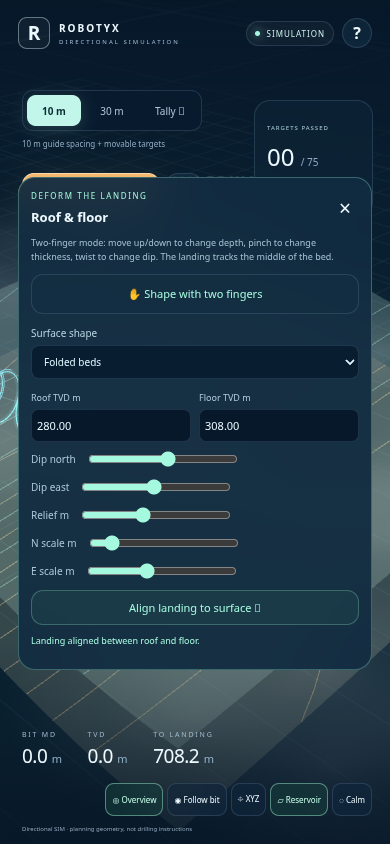 R
ROBOTYX
DIRECTIONAL SIMULATION
SIMULATION
?
10 m
30 m
Tally
10 m guide spacing + movable targets
TARGETS PASSED
00 / 75
DEFORM THE LANDING
Roof & floor
×
Two-finger mode: move up/down to change depth, pinch to change
thickness, twist to change dip. The landing tracks the middle of the bed.
✋ Shape with two fingers
Surface shape
Folded beds
Roof TVD m
Floor TVD m
280.00
308.00
Dip north
Dip east
Relief m
N scale m
E scale m
Align landing to surface
Landing aligned between roof and floor.
BIT MD
TVD
TO LANDING
0.0 m
0.0 m
708.2 m
◎ Overview
◉ Follow bit
✧ XYZ
▱ Reservoir
○ Calm
Directional SIM · planning geometry, not drilling instructions